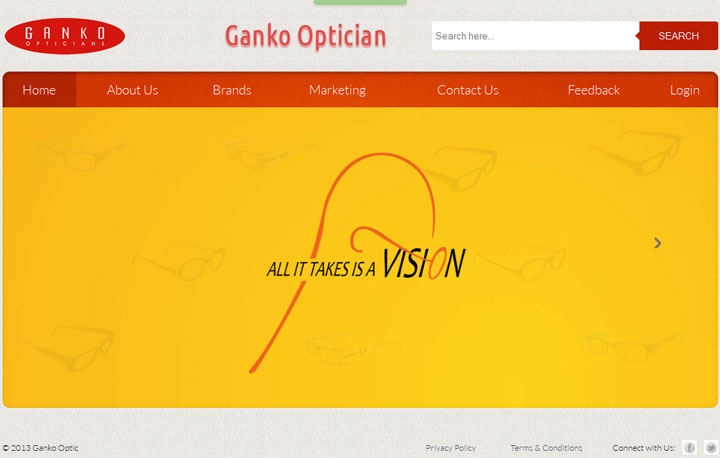 GANKO
OPTICIANS
Ganko Optician
Search here...
SEARCH
Home About Us Brands Marketing Contact Us Feedback Login
ALL IT TAKES IS A VISION
© 2013 Ganko Optic
Privacy Policy Terms & Conditions Connect with Us: f